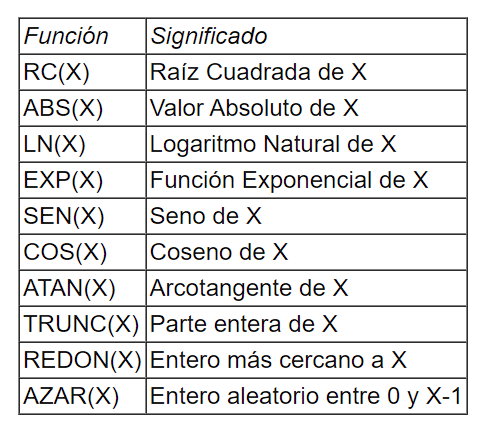 Función Significado
RC(X) Raíz Cuadrada de X
ABS(X) Valor Absoluto de X
LN(X) Logaritmo Natural de X
EXP(X) Función Exponencial de X
SEN(X) Seno de X
COS(X) Coseno de X
ATAN(X) Arcotangente de X
TRUNC(X) Parte entera de X
REDON(X) Entero más cercano a X
AZAR(X) Entero aleatorio entre 0 y X-1